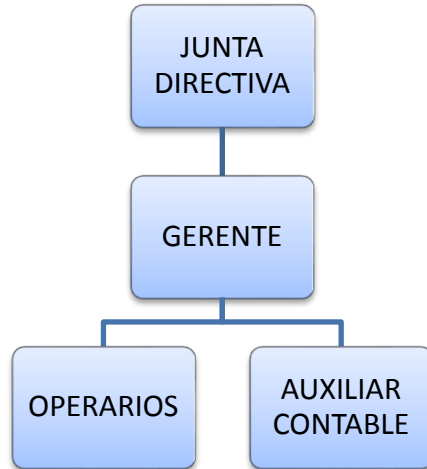 JUNTA
DIRECTIVA
GERENTE
OPERARIOS
AUXILIAR
CONTABLE